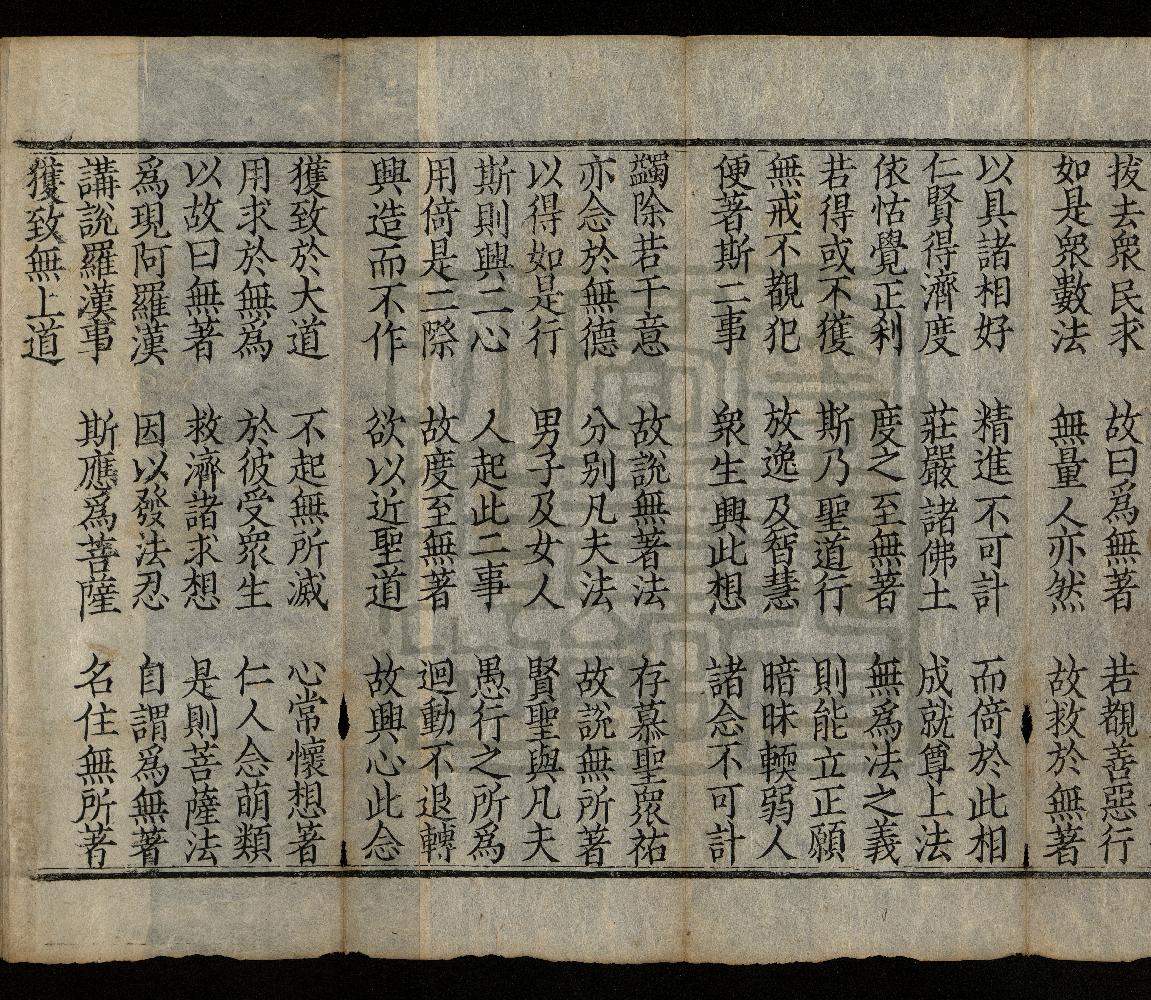 拔去衆民求　故曰爲無著　若覩善惡行
如是衆數法　無量人亦然　故救於無著
以具諸相好　精進不可計　而倚於此相
仁賢得濟度　莊嚴諸佛土　成就尊上法
依怙覺正利　度之至無著　無爲法之義
若得或不獲　斯乃聖道行　則能立正願
無戒不覩犯　放逸及智慧　暗昧輭弱人
便著斯二事　衆生興此想　諸念不可計
蠲除若干意　故說無著法　存慕聖衆祐
亦念於無德　分別凡夫法　故說無所著
以得如是行　男子及女人　賢聖與凡夫
斯則興二心　人起此二事　愚行之所爲
用倚是二際　故度至無著　迴動不退轉
興造而不作　欲以近聖道　故興心此念
獲致於大道　不起無所滅　心常懷想著
用求於無爲　於彼受衆生　仁人念萌類
以故曰無著　救濟諸求想　是則菩薩法
爲現阿羅漢　因以發法忍　自謂爲無著
講說羅漢事　斯應爲菩薩　名住無所著
獲致無上道